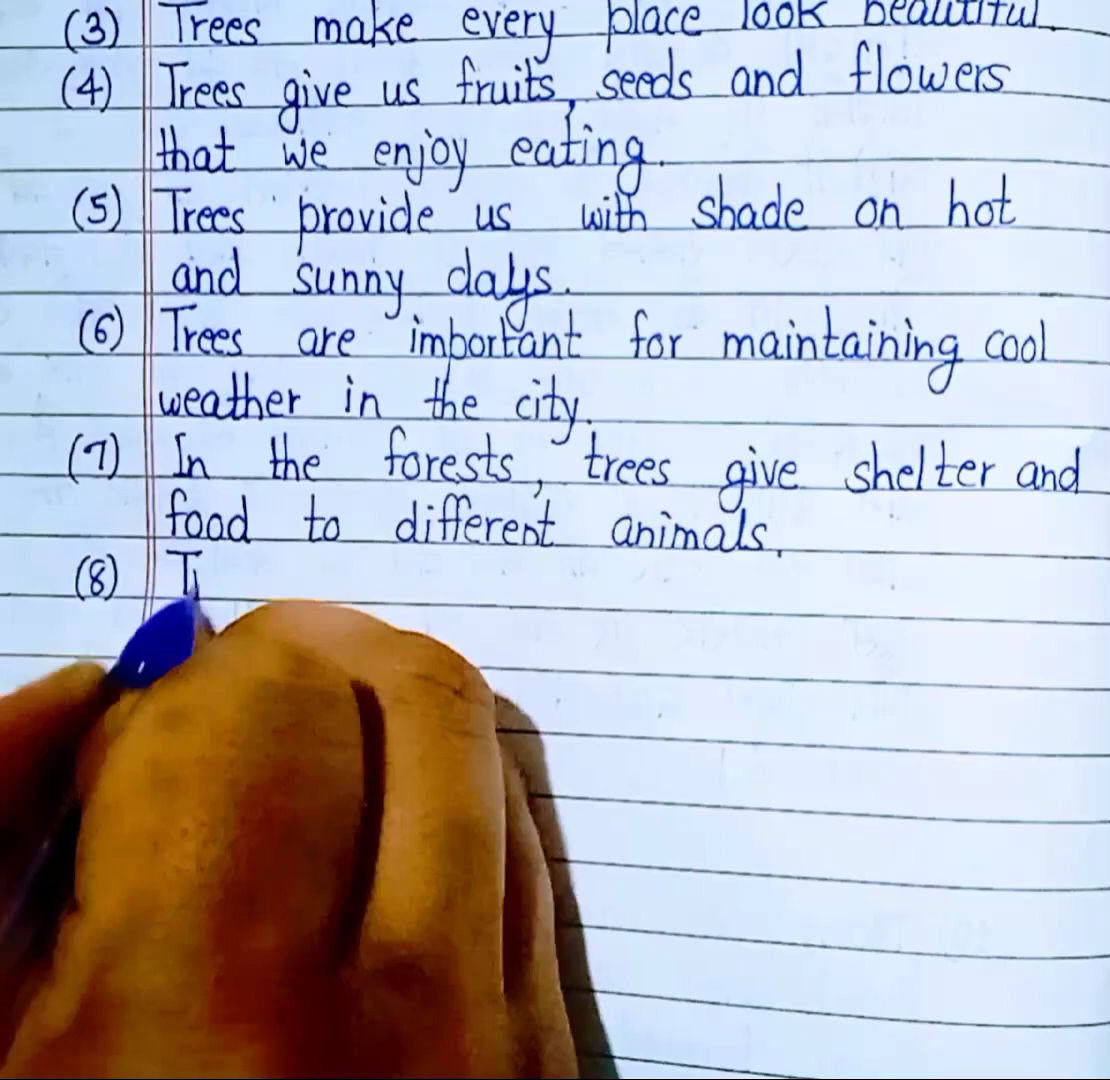 (3) Trees make every place look beautiful.
(4) Trees give us fruits, seeds and flowers
that we enjoy eating.
(5) Trees provide us with shade on hot
and sunny days.
(6) Trees are important for maintaining cool
weather in the city.
(7) In the forests, trees give shelter and
food to different animals.
(8) T